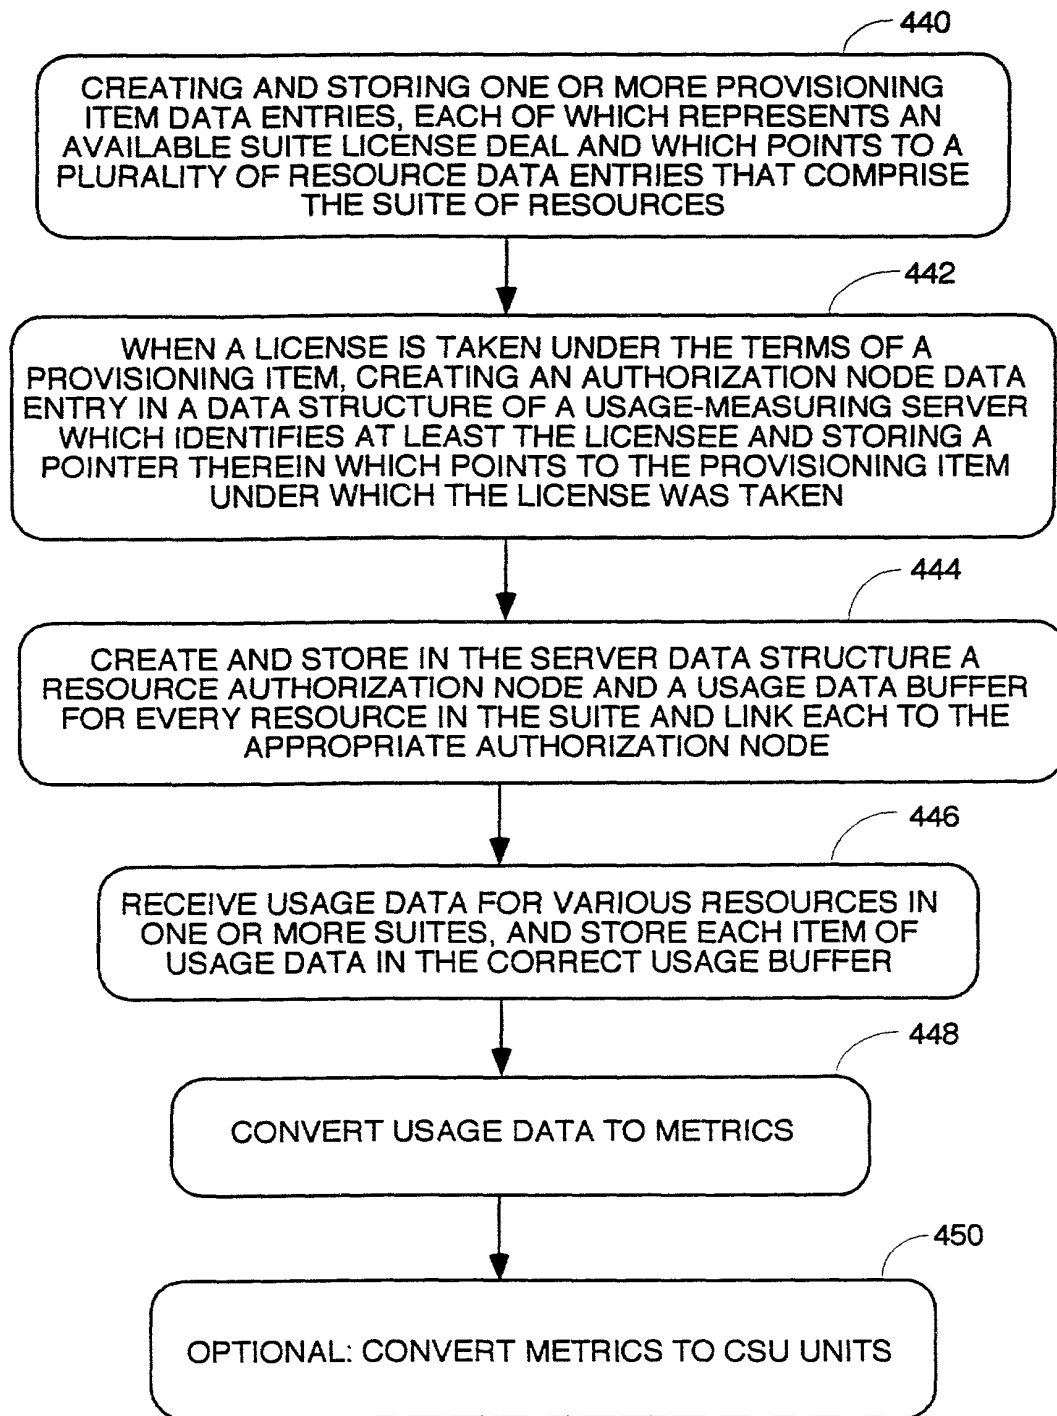 440
CREATING AND STORING ONE OR MORE PROVISIONING
ITEM DATA ENTRIES, EACH OF WHICH REPRESENTS AN
AVAILABLE SUITE LICENSE DEAL AND WHICH POINTS TO A
PLURALITY OF RESOURCE DATA ENTRIES THAT COMPRISE
THE SUITE OF RESOURCES
442
WHEN A LICENSE IS TAKEN UNDER THE TERMS OF A
PROVISIONING ITEM, CREATING AN AUTHORIZATION NODE DATA
ENTRY IN A DATA STRUCTURE OF A USAGE-MEASURING SERVER
WHICH IDENTIFIES AT LEAST THE LICENSEE AND STORING A
POINTER THEREIN WHICH POINTS TO THE PROVISIONING ITEM
UNDER WHICH THE LICENSE WAS TAKEN
444
CREATE AND STORE IN THE SERVER DATA STRUCTURE A
RESOURCE AUTHORIZATION NODE AND A USAGE DATA BUFFER
FOR EVERY RESOURCE IN THE SUITE AND LINK EACH TO THE
APPROPRIATE AUTHORIZATION NODE
446
RECEIVE USAGE DATA FOR VARIOUS RESOURCES IN
ONE OR MORE SUITES, AND STORE EACH ITEM OF
USAGE DATA IN THE CORRECT USAGE BUFFER
448
CONVERT USAGE DATA TO METRICS
450
OPTIONAL: CONVERT METRICS TO CSU UNITS